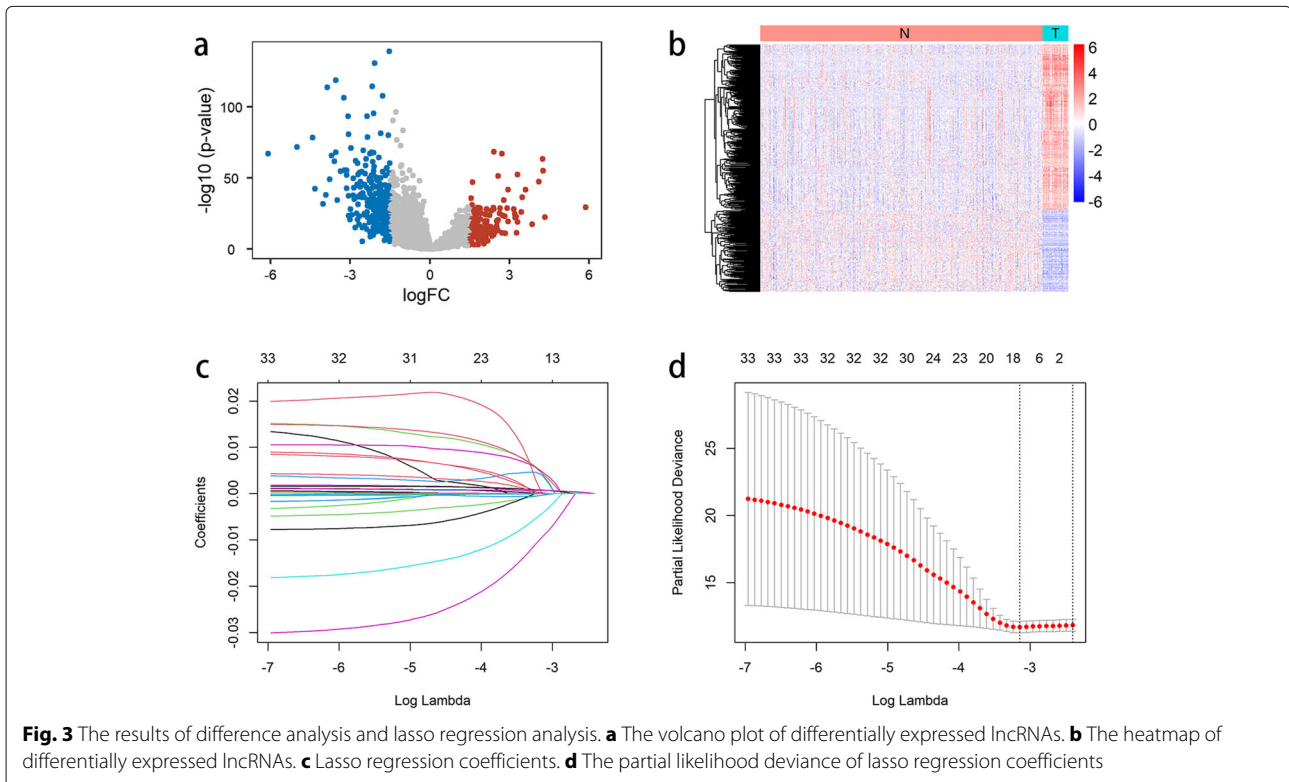 a
100
50
0
-log10 (p-value)
-6
-3
0
3
6
logFC
b
N
T
6
4
2
0
-2
-4
-6
c
33
32
31
23
13
0.02
0.01
0.00
-0.01
-0.02
-0.03
Coefficients
-7
-6
-5
-4
-3
Log Lambda
d
33 33 33 32 32 32 30 24 23 20 18 6 2
25
20
15
Partial Likelihood Deviance
-7
-6
-5
-4
-3
Log Lambda
Fig. 3 The results of difference analysis and lasso regression analysis. a The volcano plot of differentially expressed lncRNAs. b The heatmap of
differentially expressed lncRNAs. c Lasso regression coefficients. d The partial likelihood deviance of lasso regression coefficients